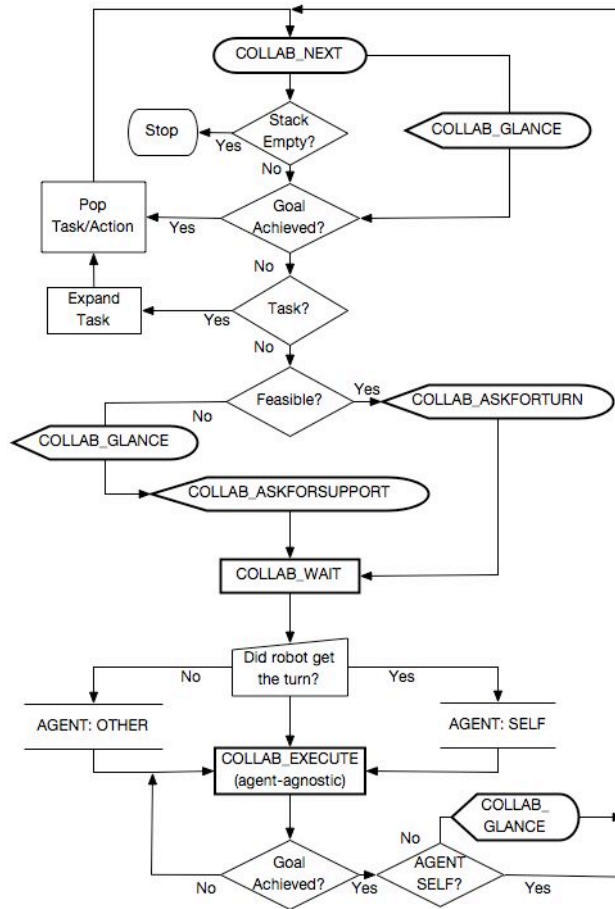 COLLAB_NEXT
Stack
Empty?
Stop
Yes
COLLAB_GLANCE
No
Pop
Task/Action
Yes
Goal
Achieved?
No
Expand
Task
Yes
Task?
No
Feasible?
Yes
COLLAB_ASKFORTURN
No
COLLAB_GLANCE
COLLAB_ASKFORSUPPORT
COLLAB_WAIT
No
Did robot get
the turn?
Yes
AGENT: OTHER
AGENT: SELF
COLLAB_EXECUTE
(agent-agnostic)
COLLAB_
GLANCE
No
Goal
Achieved?
No
Yes
AGENT
SELF?
Yes